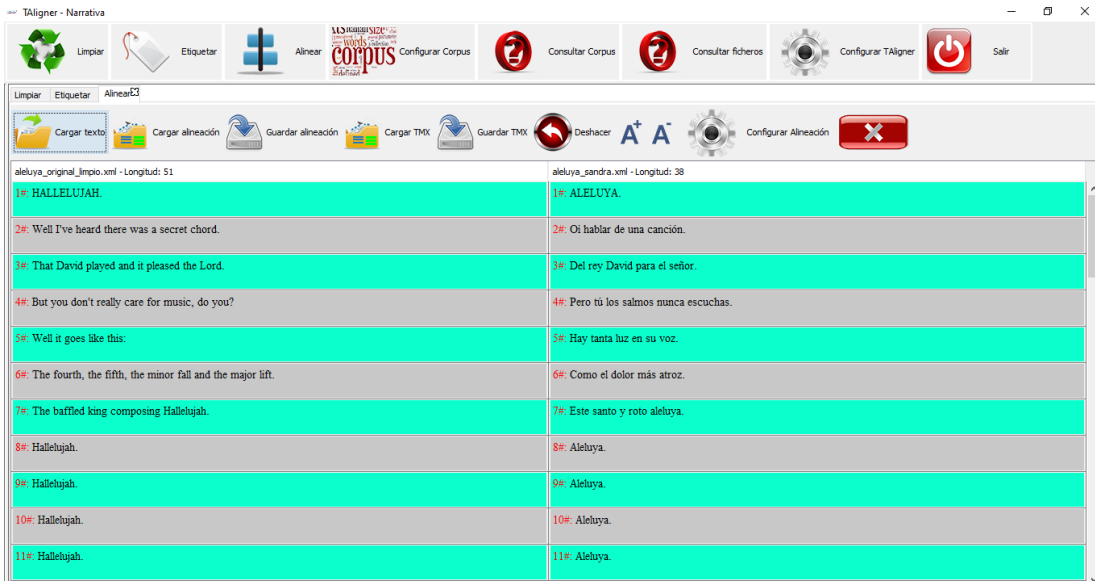 TAligner - Narrativa
Limpiar
Etiquetar
Alinear
corpus
Configurar Corpus
Consultar Corpus
Consultar ficheros
Configurar TAligner
Salir
Limpiar Etiquetar Alinear
Cargar texto
Cargar alineación
Guardar alineación
Cargar TMX
Guardar TMX
Deshacer
A+
A-
Configurar Alineación
aleluya_original_limpio.xml - Longitud: 51
aleluya_sandra.xml - Longitud: 38
1#: HALLELUJAH.
1#: ALELUYA.
2#: Well I've heard there was a secret chord.
2#: Oí hablar de una canción.
3#: That David played and it pleased the Lord.
3#: Del rey David para el señor.
4#: But you don't really care for music, do you?
4#: Pero tú los salmos nunca escuchas.
5#: Well it goes like this:
5#: Hay tanta luz en su voz.
6#: The fourth, the fifth, the minor fall and the major lift.
6#: Como el dolor más atroz.
7#: The baffled king composing Hallelujah.
7#: Este santo y roto aleluya.
8#: Hallelujah.
8#: Aleluya.
9#: Hallelujah.
9#: Aleluya.
10#: Hallelujah.
10#: Aleluya.
11#: Hallelujah.
11#: Aleluya.